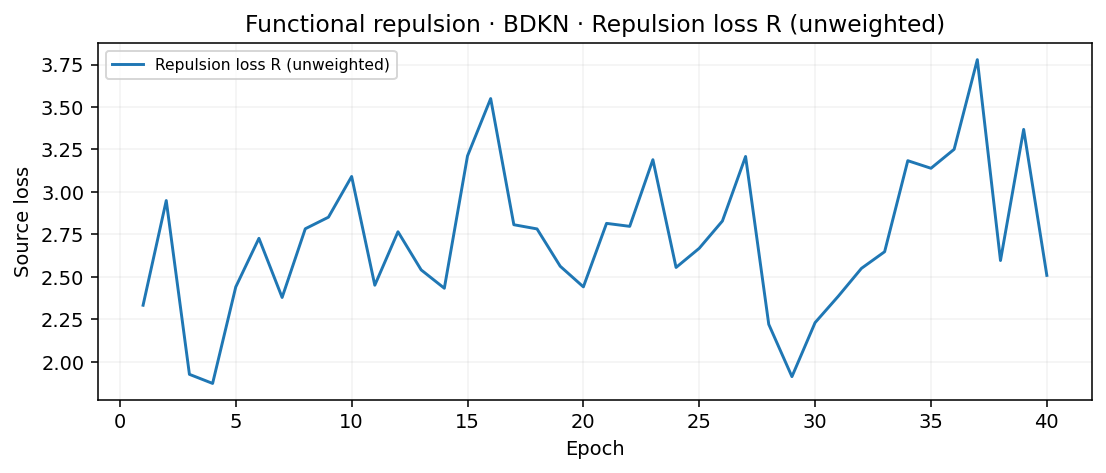 Functional repulsion · BDKN · Repulsion loss R (unweighted)
Repulsion loss R (unweighted)
Source loss
3.75
3.50
3.25
3.00
2.75
2.50
2.25
2.00
0 5 10 15 20 25 30 35 40
Epoch